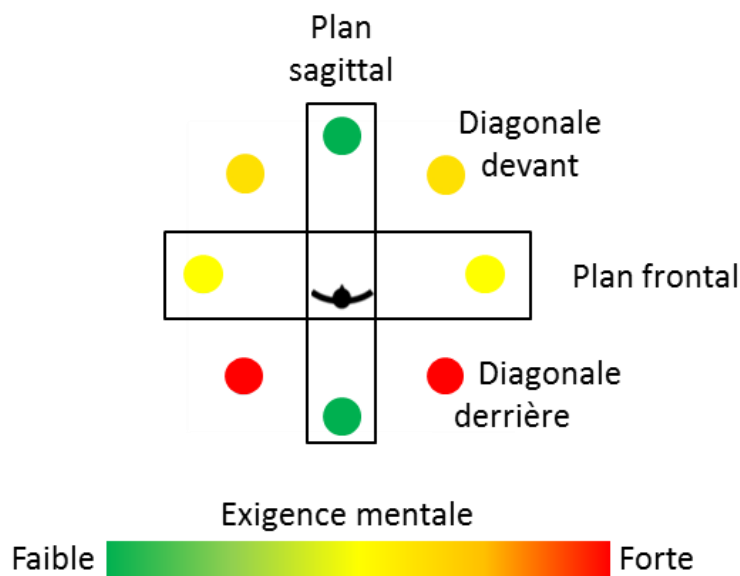 Plan
sagittal
Diagonale
devant
Plan frontal
Diagonale
derrière
Exigence mentale
Faible
Forte